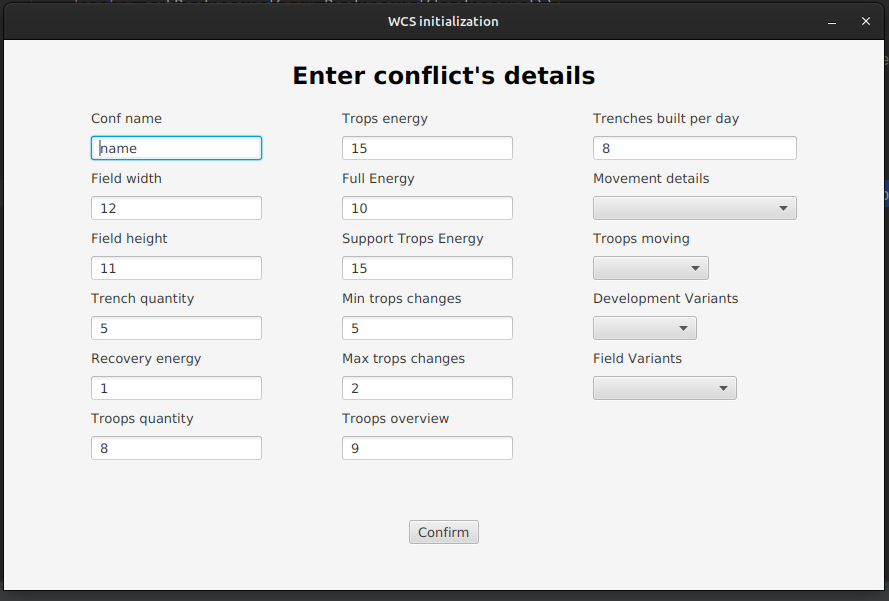 WCS initialization
Enter conflict's details
Conf name
name
Field width
12
Field height
11
Trench quantity
5
Recovery energy
1
Troops quantity
8
Trops energy
15
Full Energy
10
Support Trops Energy
15
Min trops changes
5
Max trops changes
2
Troops overview
9
Trenches built per day
8
Movement details
Troops moving
Development Variants
Field Variants
Confirm